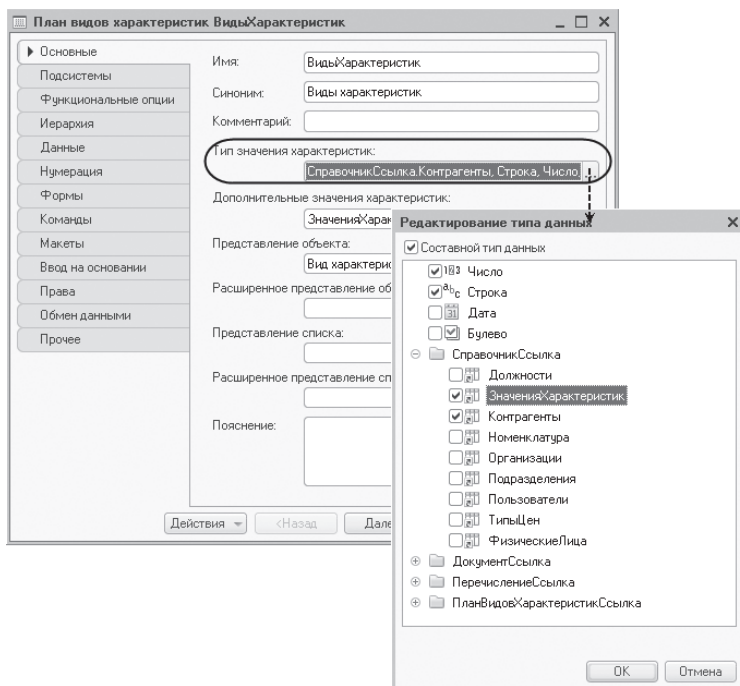 План видов характеристик ВидыХарактеристик
Основные
Подсистемы
Функциональные опции
Иерархия
Данные
Нумерация
Формы
Команды
Макеты
Ввод на основании
Права
Обмен данными
Прочее
Имя: ВидыХарактеристик
Синоним: Виды характеристик
Комментарий:
Тип значения характеристик:
СправочникСсылка.Контрагенты, Строка, Число, ...
Дополнительные значения характеристик:
ЗначенияХарак
Представление объекта:
Вид характерис
Расширенное представление об
Представление списка:
Расширенное представление сп
Пояснение:
Действия
<Назад
Дале
Редактирование типа данных
Составной тип данных
Число
Строка
Дата
Булево
СправочникСсылка
Должности
ЗначенияХарактеристик
Контрагенты
Номенклатура
Организации
Подразделения
Пользователи
ТипыЦен
ФизическиеЛица
ДокументСсылка
ПеречислениеСсылка
ПланВидовХарактеристикСсылка
OK
Отмена